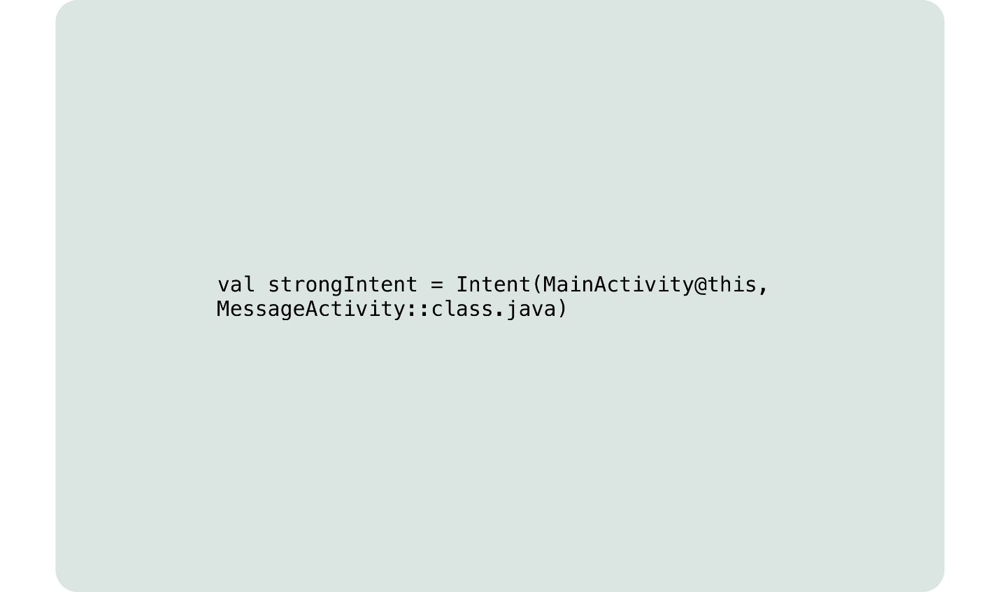 val strongIntent = Intent(MainActivity@this,
MessageActivity::class.java)